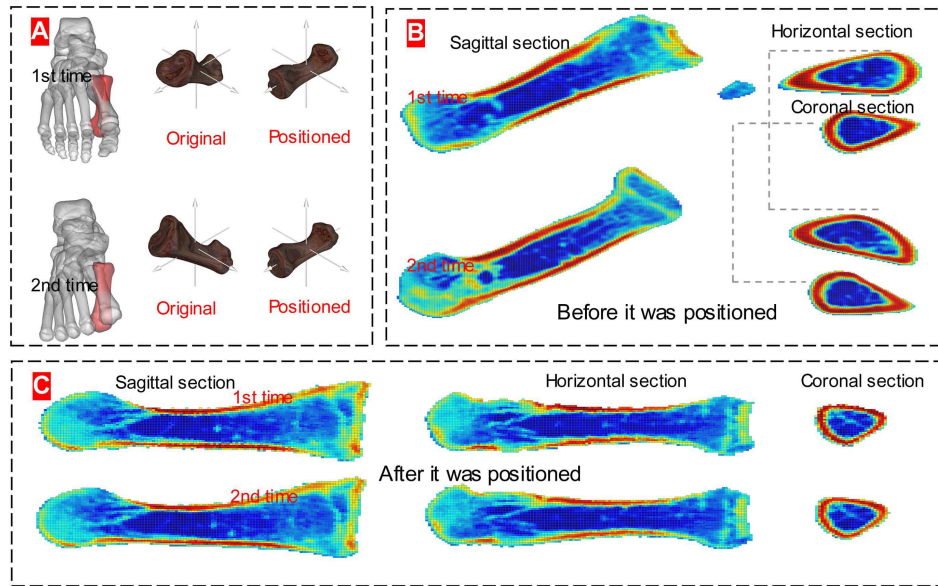 A
1st time
Original
Positioned
2nd time
Original
Positioned
B
Sagittal section
Horizontal section
1st time
Coronal section
2nd time
Before it was positioned
C
Sagittal section
Horizontal section
Coronal section
1st time
After it was positioned
2nd time